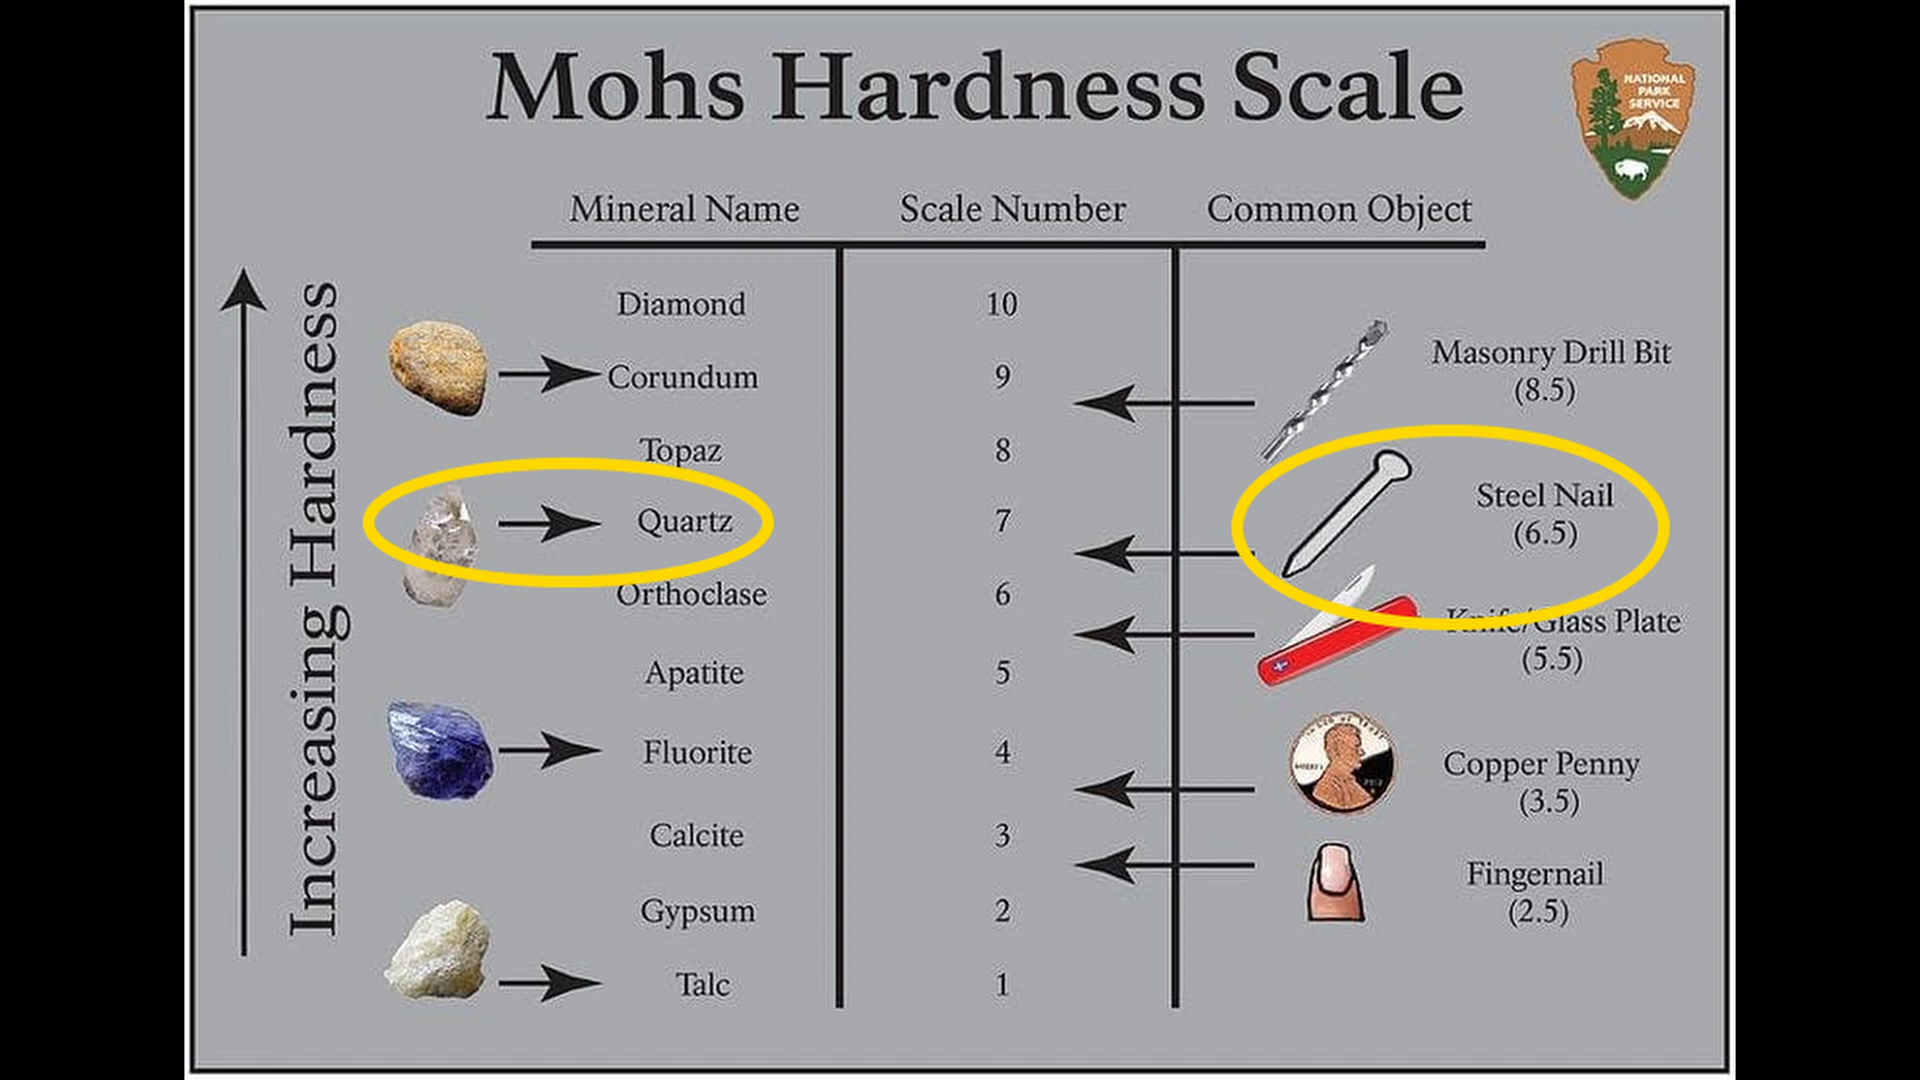 Mohs Hardness Scale
NATIONAL
PARK
SERVICE
Mineral Name
Scale Number
Common Object
Increasing Hardness
Diamond
10
Masonry Drill Bit
(8.5)
Corundum
9
Topaz
8
Steel Nail
(6.5)
Quartz
7
Orthoclase
6
Knife/Glass Plate
(5.5)
Apatite
5
Fluorite
4
Copper Penny
(3.5)
Calcite
3
Fingernail
(2.5)
Gypsum
2
Talc
1